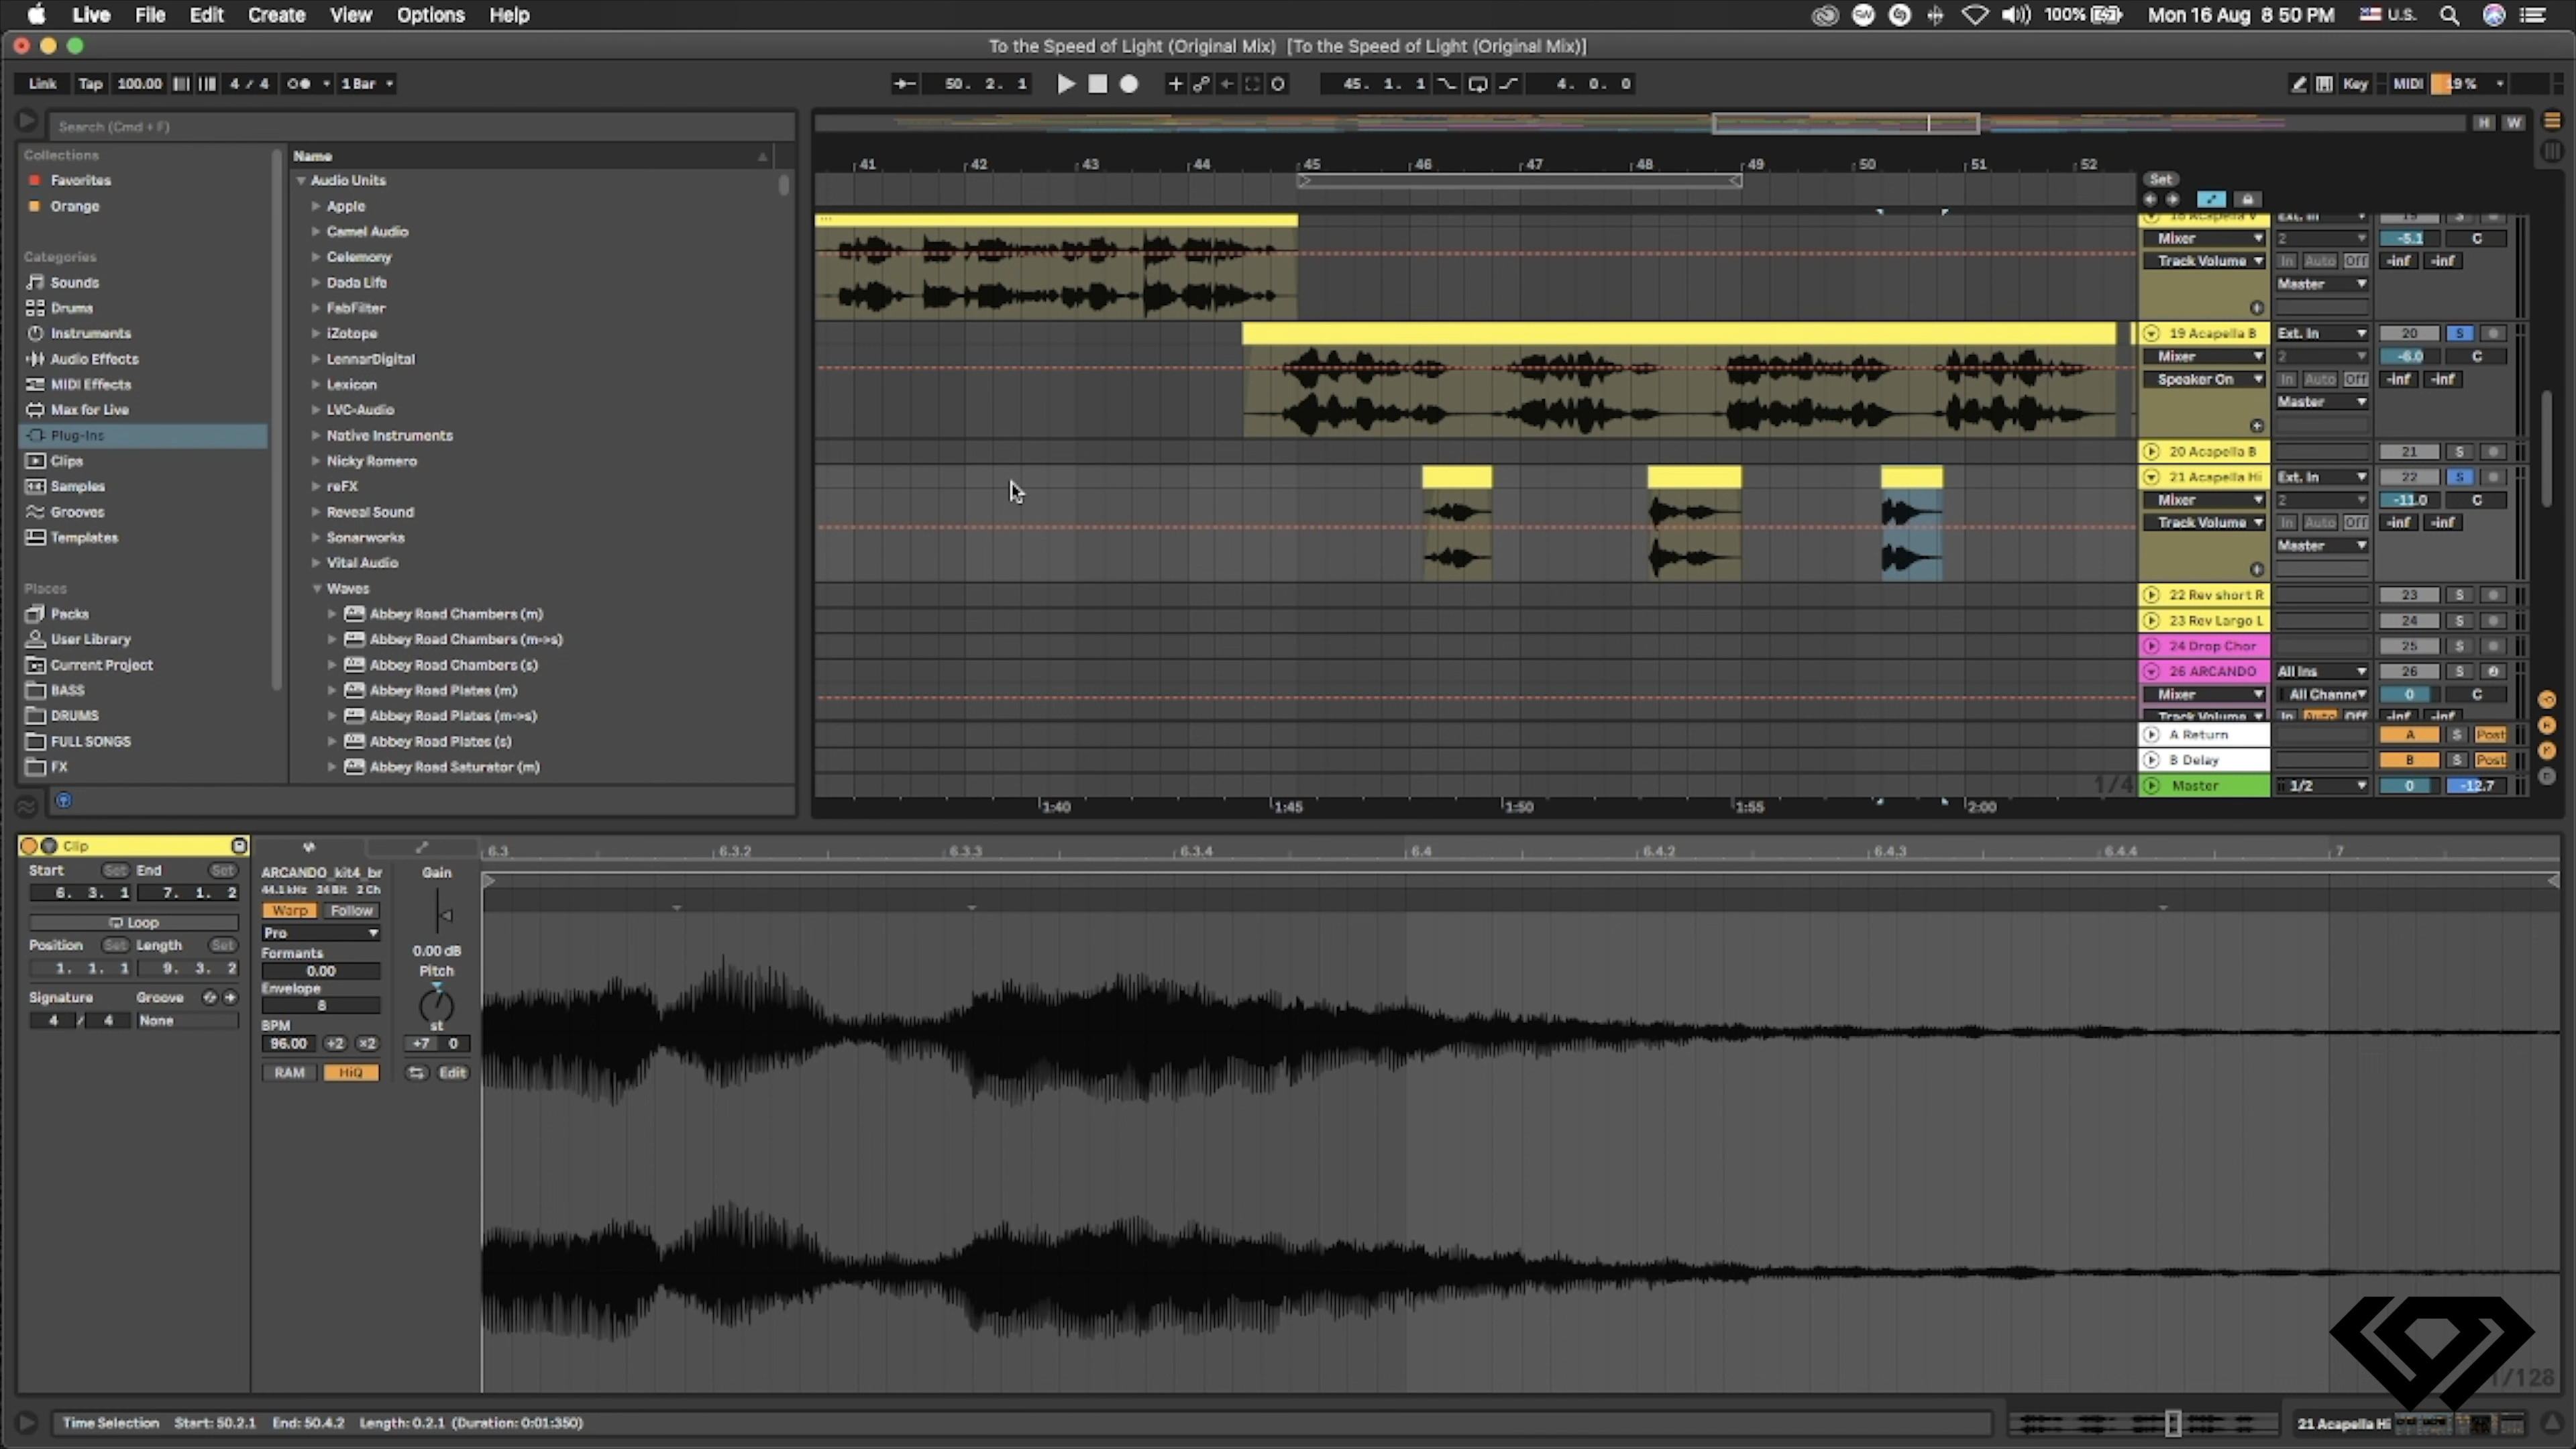 Live File Edit Create View Options Help
100% Mon 16 Aug 8 50 PM U.S.
To the Speed of Light (Original Mix) [To the Speed of Light (Original Mix)]
Link Tap 100.00 4 / 4 1 Bar 50. 2. 1 45. 1. 1 4. 0. 0 Key MIDI 19 %
Search (Cmd + F)
H W
Collections
Favorites
Orange
Categories
Sounds
Drums
Instruments
Audio Effects
MIDI Effects
Max for Live
Plug-Ins
Clips
Samples
Grooves
Templates
Places
Packs
User Library
Current Project
BASS
DRUMS
FULL SONGS
FX
Name
Audio Units
Apple
Camel Audio
Celemony
Dada Life
FabFilter
iZotope
LennarDigital
Lexicon
LVC-Audio
Native Instruments
Nicky Romero
reFX
Reveal Sound
Sonarworks
Vital Audio
Waves
Abbey Road Chambers (m)
Abbey Road Chambers (m->s)
Abbey Road Chambers (s)
Abbey Road Plates (m)
Abbey Road Plates (m->s)
Abbey Road Plates (s)
Abbey Road Saturator (m)
41 42 43 44 45 46 47 48 49 50 51 52
Set
Mixer 2 -5.1 C
Track Volume In Auto Off -inf -inf
Master
19 Acapella B Ext. In 20 S
Mixer 2 -6.0 C
Speaker On In Auto Off -inf -inf
Master
20 Acapella B 21 S
21 Acapella Hi Ext. In 22 S
Mixer 2 -11.0 C
Track Volume In Auto Off -inf -inf
Master
22 Rev short R 23 S
23 Rev Largo L 24 S
24 Drop Chor 25 S
26 ARCANDO All Ins 26 S
Mixer All Channe 0 C
Track Volume In Auto Off -inf -inf
A Return A S Post
B Delay B S Post
1/4 Master 1/2 0 -12.7
1:40 1:45 1:50 1:55 2:00
Clip
Start Set End Set
6. 3. 1 7. 1. 2
Loop
Position Set Length Set
1. 1. 1 9. 3. 2
Signature Groove
4 / 4 None
ARCANDO_kit4_br
44.1 kHz 24 Bit 2 Ch
Warp Follow
Pro
Formants
0.00
Envelope
8
BPM
96.00 ÷2 ×2
RAM HiQ
Gain
0.00 dB
Pitch
st
+7 0
Edit
6.3 6.3.2 6.3.3 6.3.4 6.4 6.4.2 6.4.3 6.4.4 7
/128
Time Selection Start: 50.2.1 End: 50.4.2 Length: 0.2.1 (Duration: 0:01:350)
21 Acapella Hi